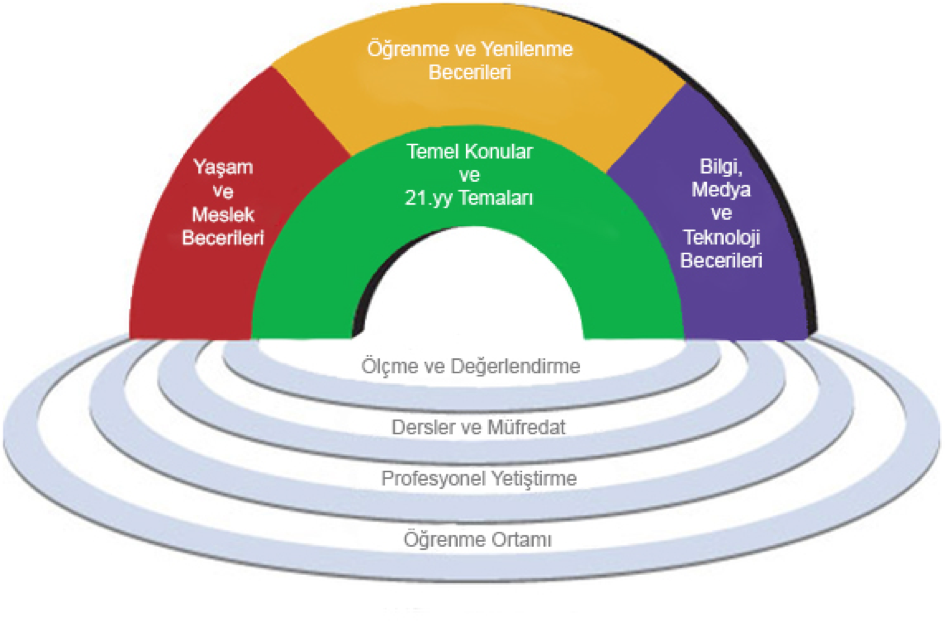 Öğrenme ve Yenilenme
Becerileri
Yaşam
ve
Meslek
Becerileri
Temel Konular
ve
21.yy Temaları
Bilgi,
Medya
ve
Teknoloji
Becerileri
Ölçme ve Değerlendirme
Dersler ve Müfredat
Profesyonel Yetiştirme
Öğrenme Ortamı